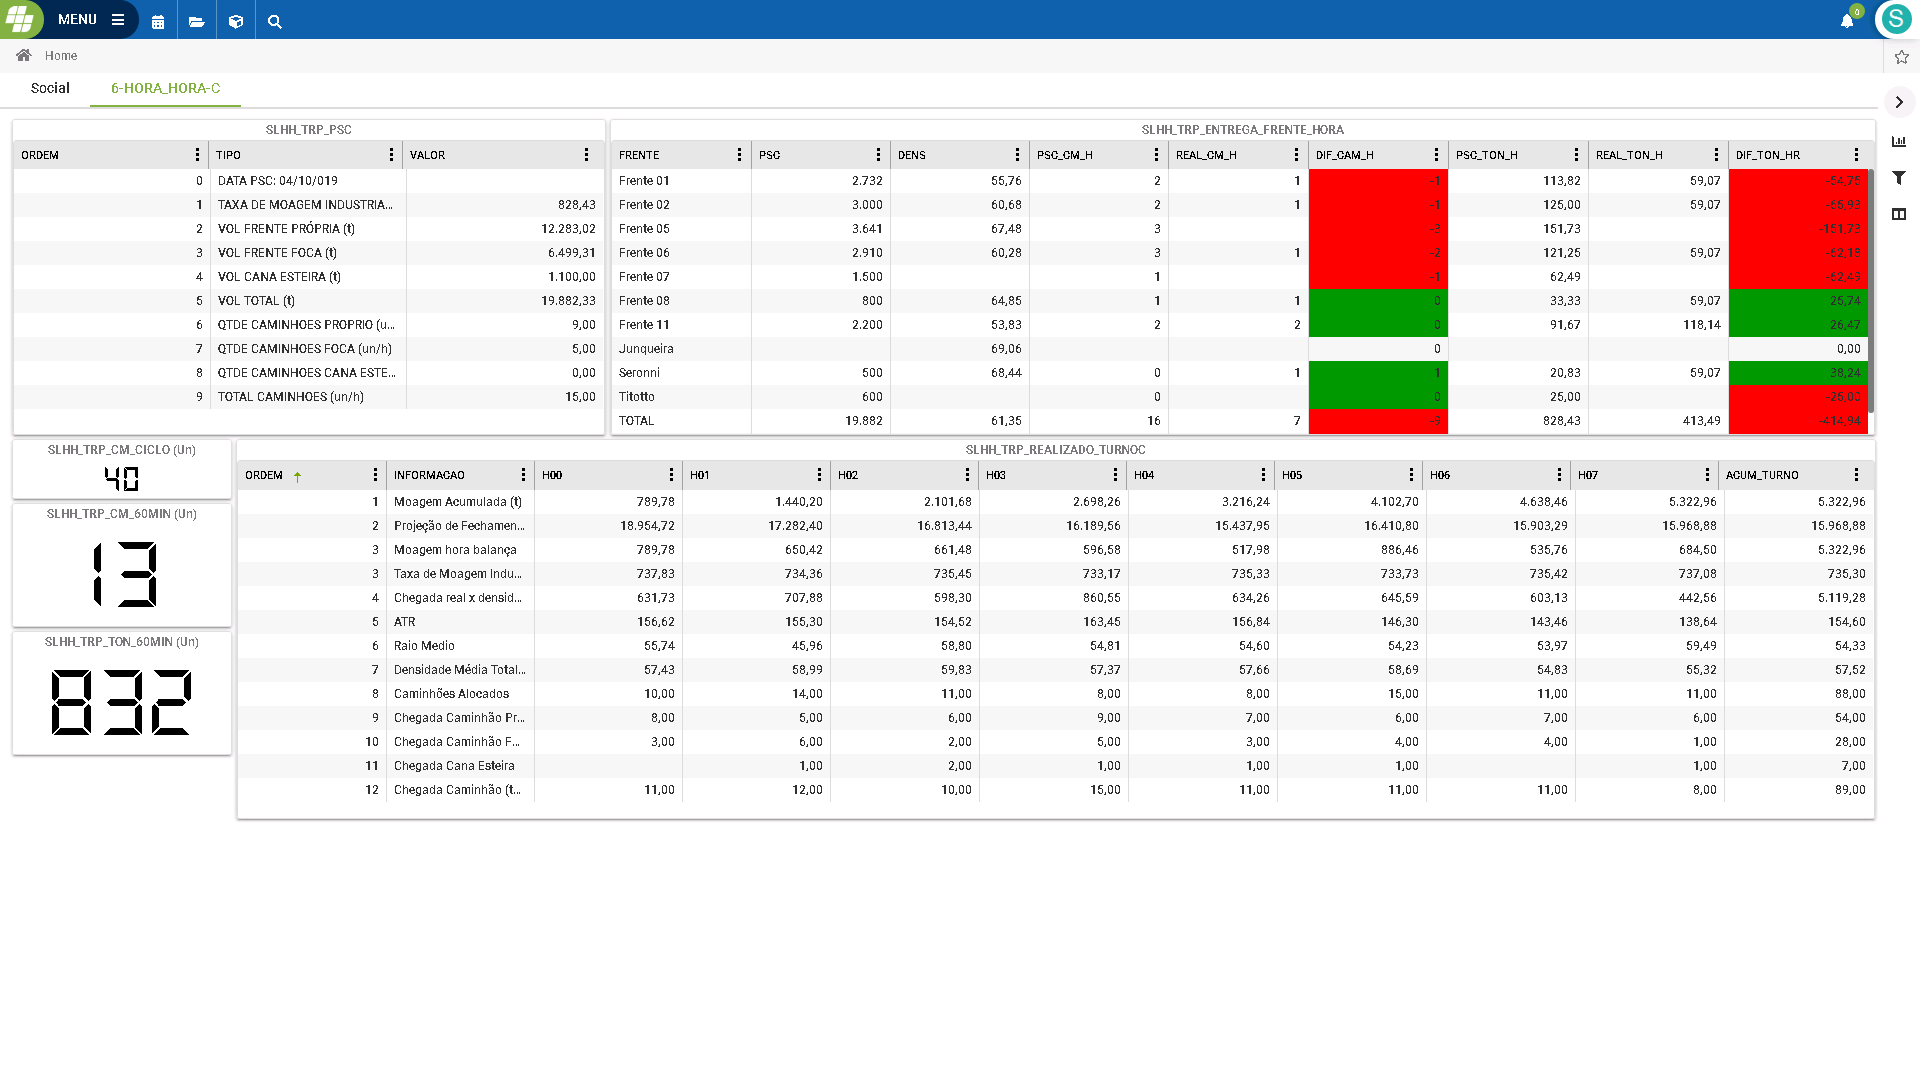 MENU
0
S
Home
Social 6-HORA_HORA-C
SLHH_TRP_PSC
ORDEM TIPO VALOR
0 DATA PSC: 04/10/019
1 TAXA DE MOAGEM INDUSTRIA... 828,43
2 VOL FRENTE PRÓPRIA (t) 12.283,02
3 VOL FRENTE FOCA (t) 6.499,31
4 VOL CANA ESTEIRA (t) 1.100,00
5 VOL TOTAL (t) 19.882,33
6 QTDE CAMINHOES PROPRIO (u... 9,00
7 QTDE CAMINHOES FOCA (un/h) 5,00
8 QTDE CAMINHOES CANA ESTE... 0,00
9 TOTAL CAMINHOES (un/h) 15,00
SLHH_TRP_ENTREGA_FRENTE_HORA
FRENTE PSC DENS PSC_CM_H REAL_CM_H DIF_CAM_H PSC_TON_H REAL_TON_H DIF_TON_HR
Frente 01 2.732 55,76 2 1 -1 113,82 59,07 -54,75
Frente 02 3.000 60,68 2 1 -1 125,00 59,07 -65,93
Frente 05 3.641 67,48 3 -3 151,73 -151,73
Frente 06 2.910 60,28 3 1 -2 121,25 59,07 -62,18
Frente 07 1.500 1 -1 62,49 -62,49
Frente 08 800 64,85 1 1 0 33,33 59,07 25,74
Frente 11 2.200 53,83 2 2 0 91,67 118,14 26,47
Junqueira 69,06 0 0,00
Seronni 500 68,44 0 1 1 20,83 59,07 38,24
Titotto 600 0 0 25,00 -25,00
TOTAL 19.882 61,35 16 7 -9 828,43 413,49 -414,94
SLHH_TRP_CM_CICLO (Un)
40
SLHH_TRP_CM_60MIN (Un)
13
SLHH_TRP_TON_60MIN (Un)
832
SLHH_TRP_REALIZADO_TURNOC
ORDEM INFORMACAO H00 H01 H02 H03 H04 H05 H06 H07 ACUM_TURNO
1 Moagem Acumulada (t) 789,78 1.440,20 2.101,68 2.698,26 3.216,24 4.102,70 4.638,46 5.322,96 5.322,96
2 Projeção de Fechamen... 18.954,72 17.282,40 16.813,44 16.189,56 15.437,95 16.410,80 15.903,29 15.968,88 15.968,88
3 Moagem hora balança 789,78 650,42 661,48 596,58 517,98 886,46 535,76 684,50 5.322,96
3 Taxa de Moagem Indu... 737,83 734,36 735,45 733,17 735,33 733,73 735,42 737,08 735,30
4 Chegada real x densid... 631,73 707,88 598,30 860,55 634,26 645,59 603,13 442,56 5.119,28
5 ATR 156,62 155,30 154,52 163,45 156,84 146,30 143,46 138,64 154,60
6 Raio Medio 55,74 45,96 58,80 54,81 54,60 54,23 53,97 59,49 54,33
7 Densidade Média Total... 57,43 58,99 59,83 57,37 57,66 58,69 54,83 55,32 57,52
8 Caminhões Alocados 10,00 14,00 11,00 8,00 8,00 15,00 11,00 11,00 88,00
9 Chegada Caminhão Pr... 8,00 5,00 6,00 9,00 7,00 6,00 7,00 6,00 54,00
10 Chegada Caminhão F... 3,00 6,00 2,00 5,00 3,00 4,00 4,00 1,00 28,00
11 Chegada Cana Esteira 1,00 2,00 1,00 1,00 1,00 1,00 7,00
12 Chegada Caminhão (t... 11,00 12,00 10,00 15,00 11,00 11,00 11,00 8,00 89,00